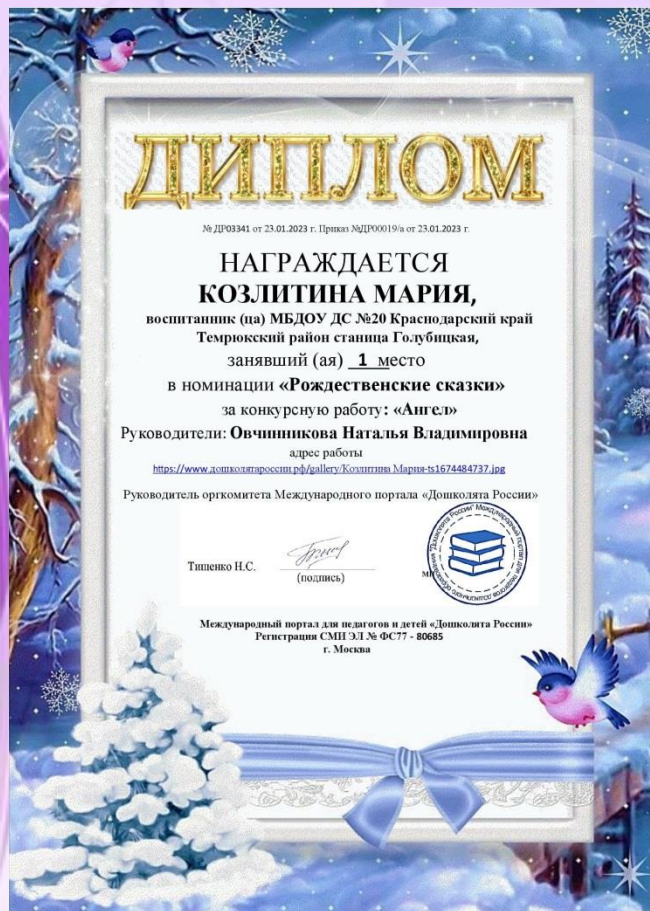 ДИПЛОМ
№ ДР03341 от 23.01.2023 г. Приказ №ДР00019/а от 23.01.2023 г.
НАГРАЖДАЕТСЯ
КОЗЛИТИНА МАРИЯ,
воспитанник (ца) МБДОУ ДС №20 Краснодарский край
Темрюкский район станица Голубицкая,
занявший (ая) 1 место
в номинации «Рождественские сказки»
за конкурсную работу: «Ангел»
Руководители: Овчинникова Наталья Владимировна
адрес работы
https://www.дошколятароссии.рф/gallery/Козлитина Мария-ts1674484737.jpg
Руководитель оргкомитета Международного портала «Дошколята России»
Тищенко Н.С.
(подпись)
Международный портал для педагогов и детей «Дошколята России»
Регистрация СМИ ЭЛ № ФС77 - 80685
г. Москва